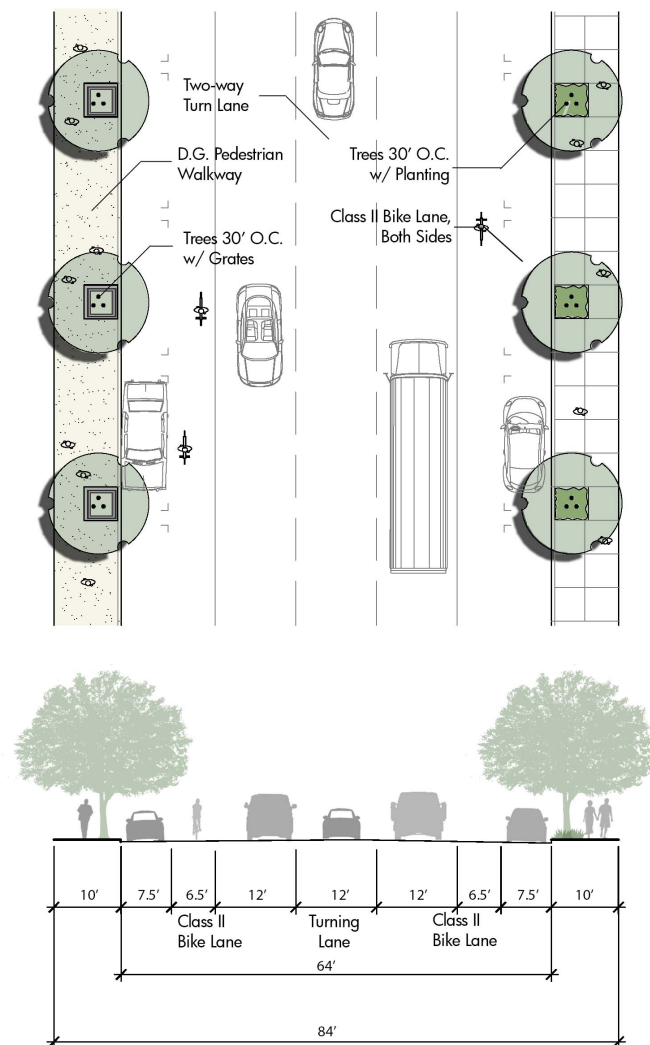 Two-way
Turn Lane
D.G. Pedestrian
Walkway
Trees 30’ O.C.
w/ Planting
Class II Bike Lane,
Both Sides
Trees 30’ O.C.
w/ Grates
10’ 7.5’ 6.5’ 12’ 12’ 12’ 6.5’ 7.5’ 10’
Class II
Bike Lane
Turning
Lane
Class II
Bike Lane
64’
84’